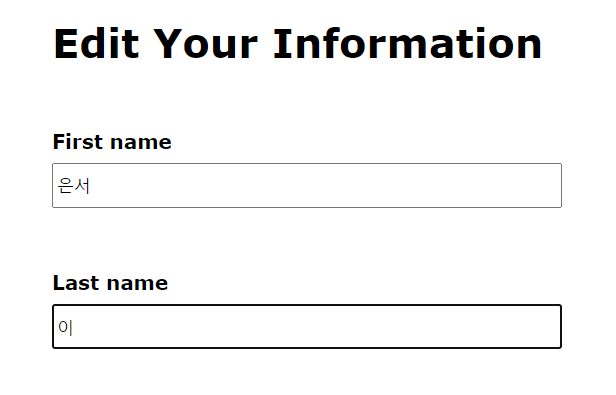 Edit Your Information
First name
은서
Last name
이